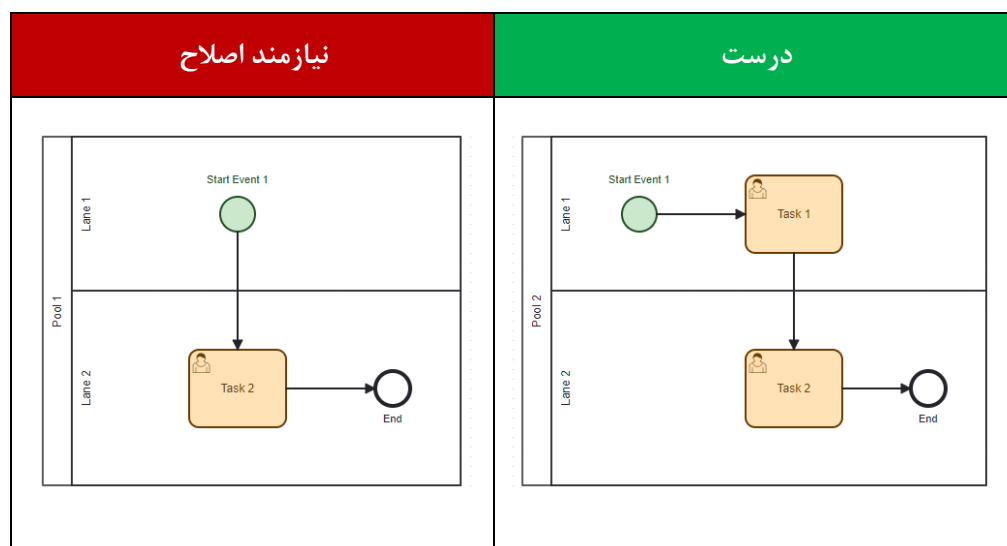 درست
نیازمند اصلاح
Pool 2
Lane 1
Start Event 1
Task 1
Lane 2
Task 2
End
Pool 1
Lane 1
Start Event 1
Lane 2
Task 2
End